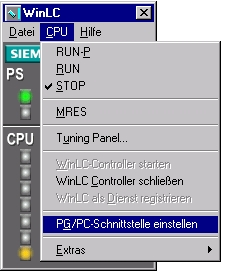 WinLC
Datei CPU Hilfe
SIEM
PS
CPU
RUN-P
RUN
STOP
MRES
Tuning Panel...
WinLC-Controller starten
WinLC Controller schließen
WinLC als Dienst registrieren
PG/PC-Schnittstelle einstellen
Extras